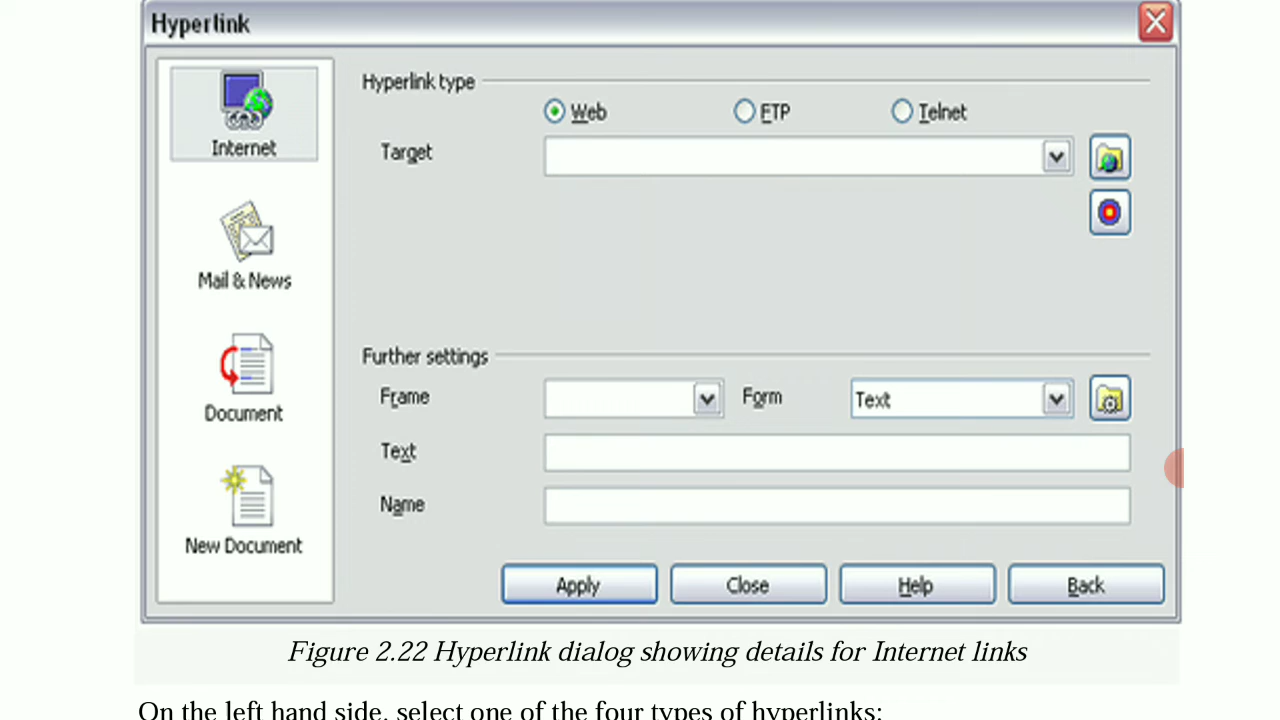 Hyperlink
Internet
Mail & News
Document
New Document
Hyperlink type
Web FTP Telnet
Target
Further settings
Frame Form Text
Text
Name
Apply Close Help Back
Figure 2.22 Hyperlink dialog showing details for Internet links
On the left hand side, select one of the four types of hyperlinks: